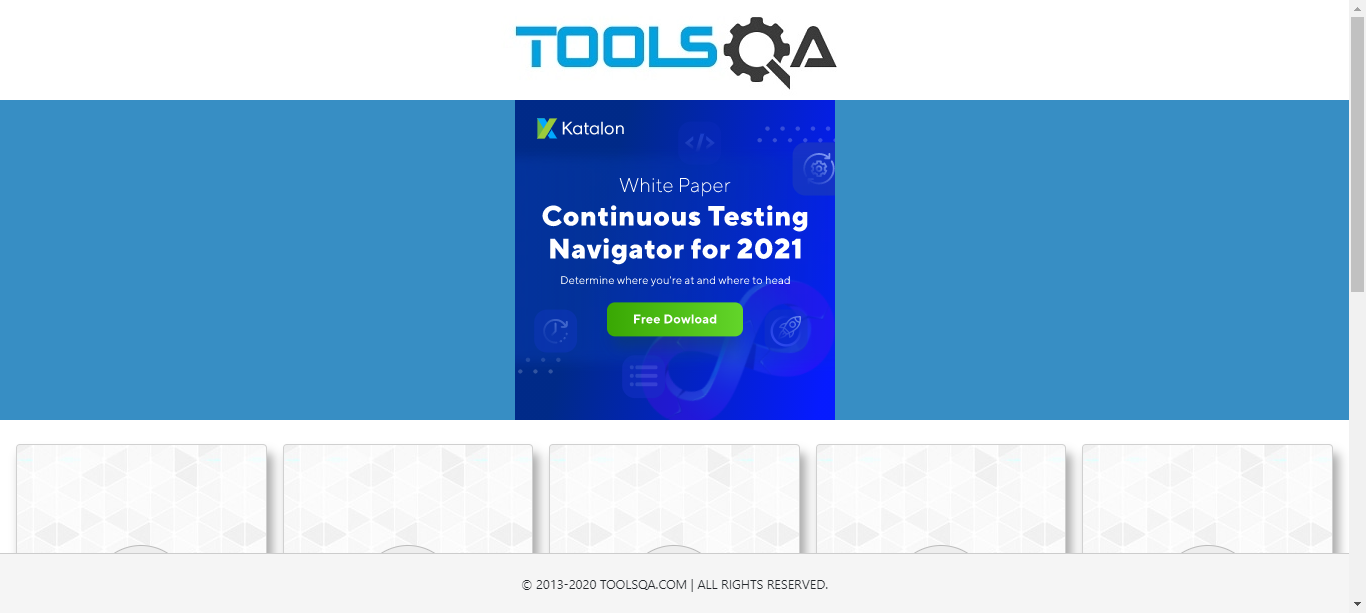 TOOLSQA
Katalon
White Paper
Continuous Testing
Navigator for 2021
Determine where you're at and where to head
Free Dowload
© 2013-2020 TOOLSQA.COM | ALL RIGHTS RESERVED.